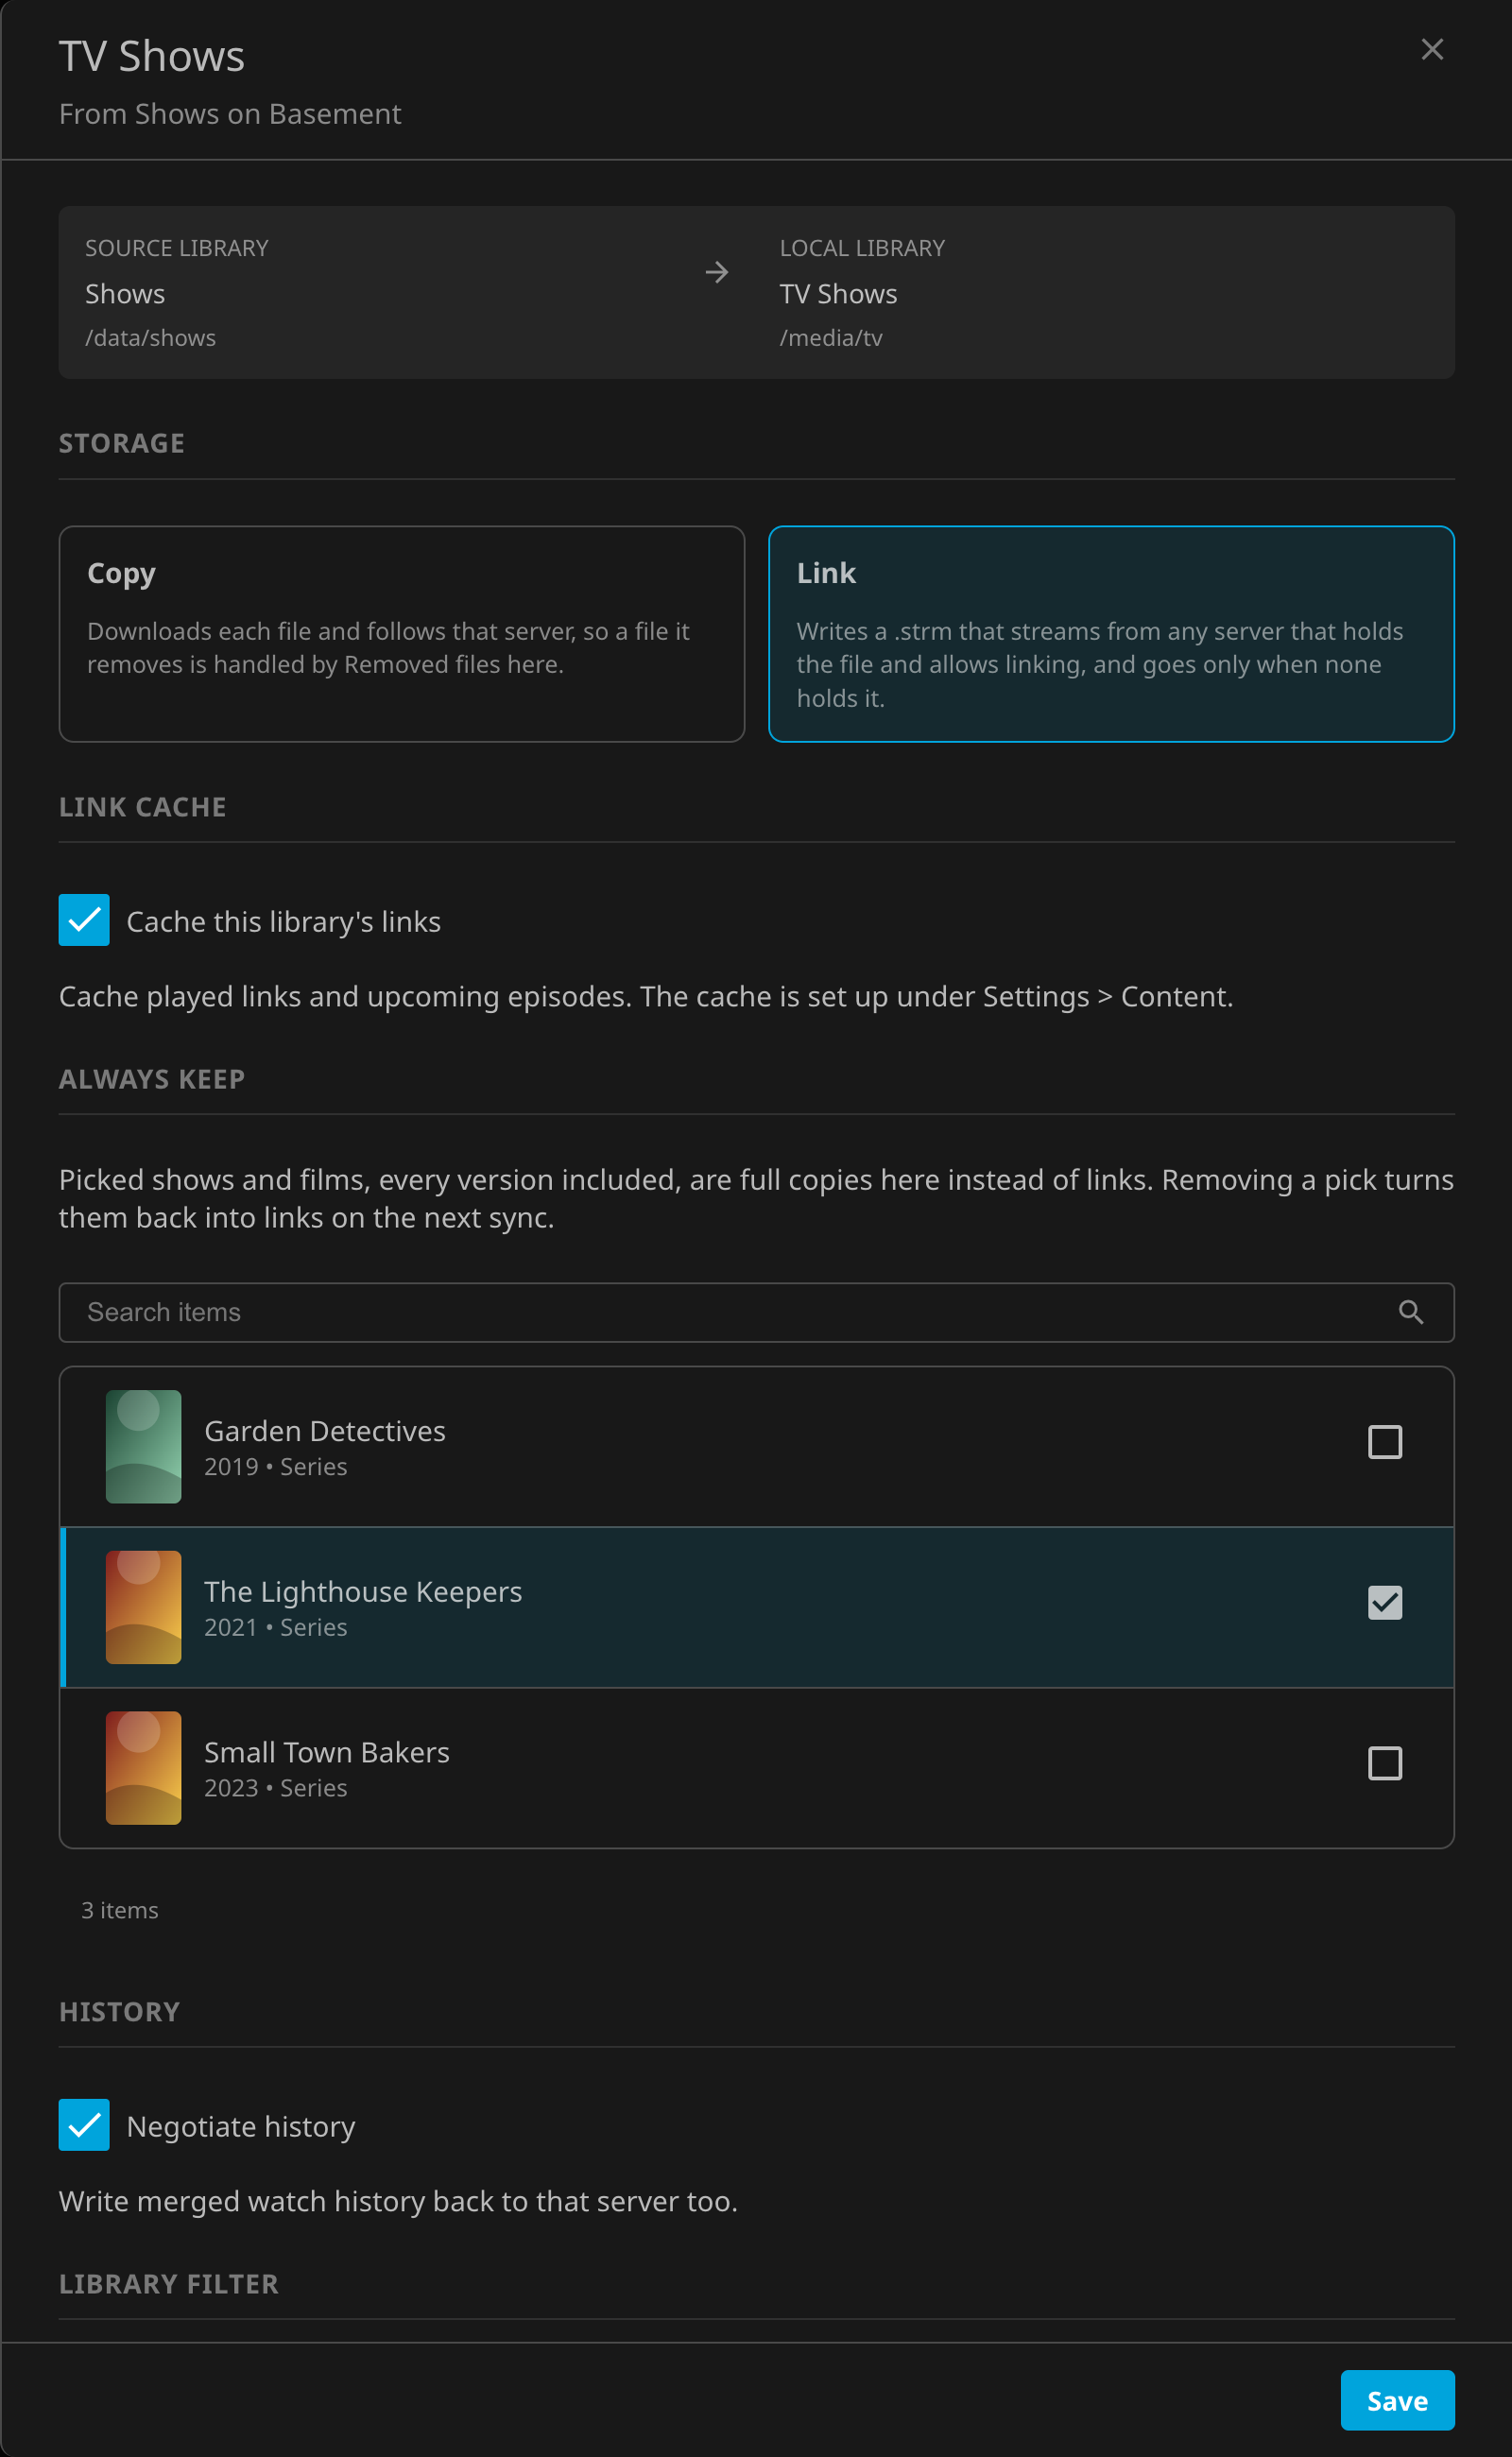 TV Shows
From Shows on Basement
SOURCE LIBRARY
Shows
/data/shows
LOCAL LIBRARY
TV Shows
/media/tv
STORAGE
Copy
Downloads each file and follows that server, so a file it
removes is handled by Removed files here.
Link
Writes a .strm that streams from any server that holds
the file and allows linking, and goes only when none
holds it.
LINK CACHE
Cache this library's links
Cache played links and upcoming episodes. The cache is set up under Settings > Content.
ALWAYS KEEP
Picked shows and films, every version included, are full copies here instead of links. Removing a pick turns
them back into links on the next sync.
Search items
Garden Detectives
2019 • Series
The Lighthouse Keepers
2021 • Series
Small Town Bakers
2023 • Series
3 items
HISTORY
Negotiate history
Write merged watch history back to that server too.
LIBRARY FILTER
Save